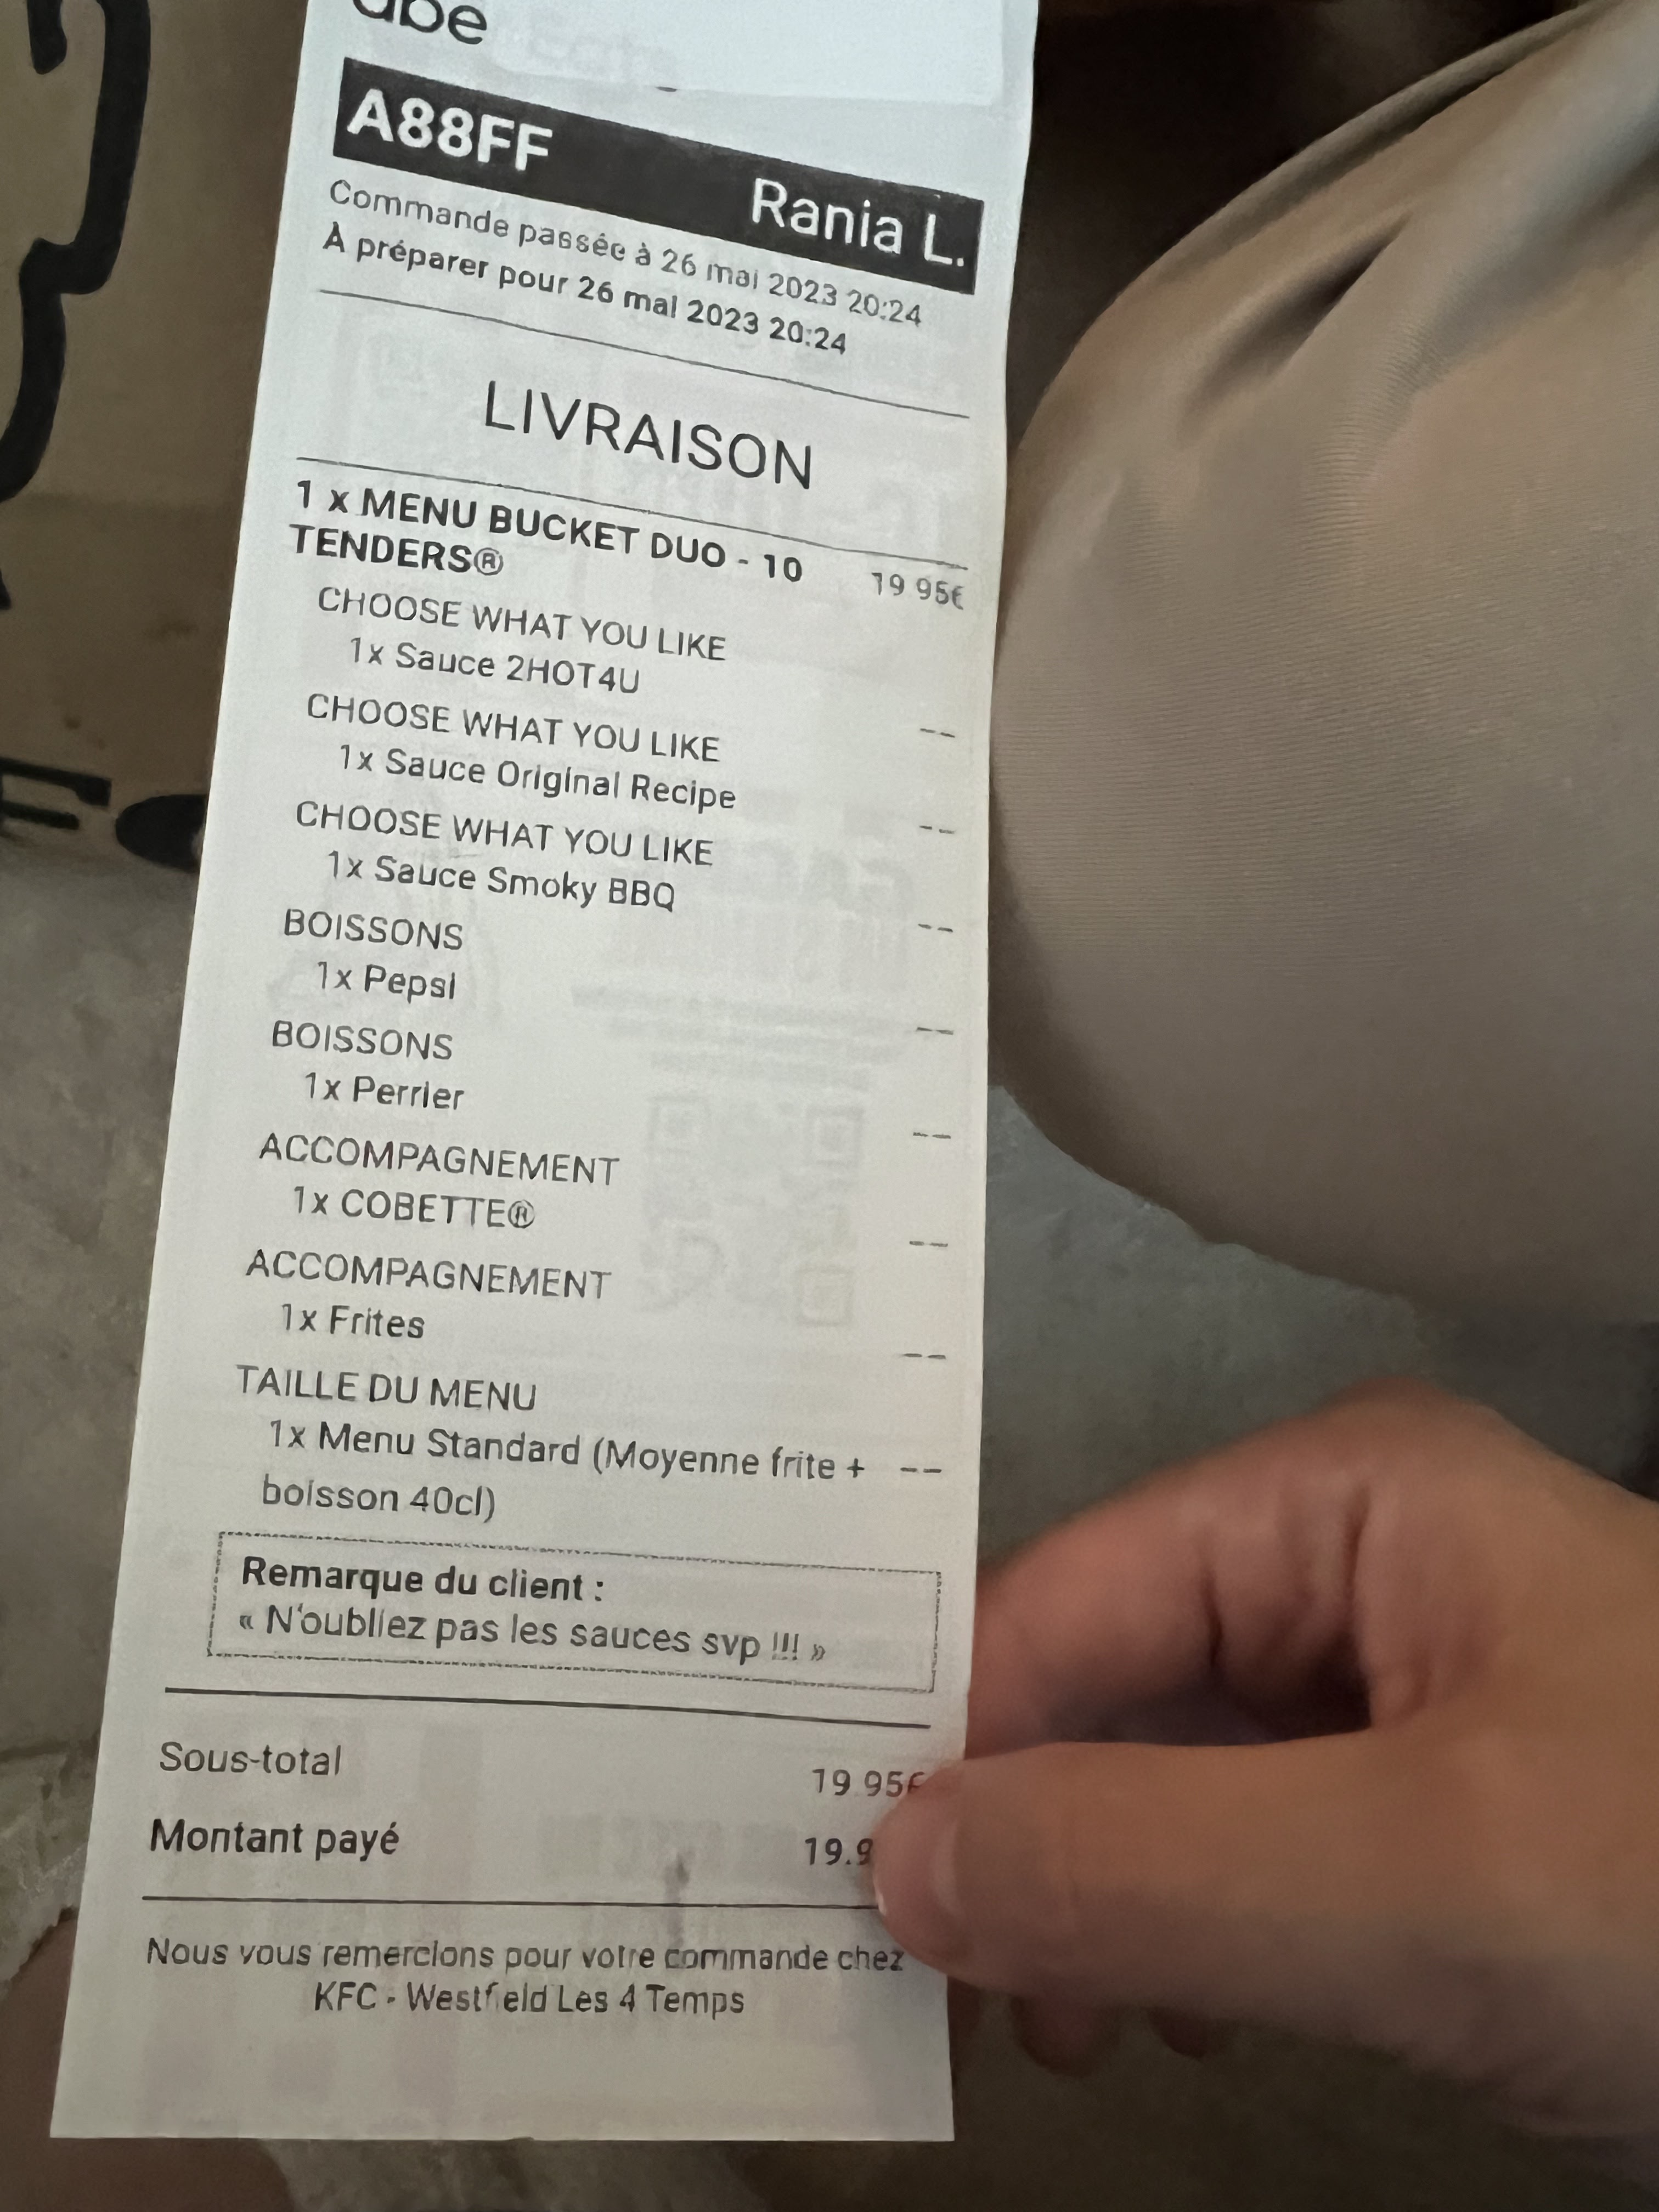 A88FF Rania L.
Commande passée à 26 mai 2023 20:24
À préparer pour 26 mai 2023 20:24
LIVRAISON
1 x MENU BUCKET DUO - 10 19 95€
TENDERS®
CHOOSE WHAT YOU LIKE
1x Sauce 2HOT4U --
CHOOSE WHAT YOU LIKE
1x Sauce Original Recipe --
CHOOSE WHAT YOU LIKE
1x Sauce Smoky BBQ --
BOISSONS
1x Pepsi --
BOISSONS
1x Perrier --
ACCOMPAGNEMENT
1x COBETTE® --
ACCOMPAGNEMENT
1x Frites --
TAILLE DU MENU
1x Menu Standard (Moyenne frite + --
boisson 40cl)
Remarque du client :
« N'oubliez pas les sauces svp !!! »
Sous-total 19.95€
Montant payé 19.9
Nous vous remercions pour votre commande chez
KFC - Westfield Les 4 Temps